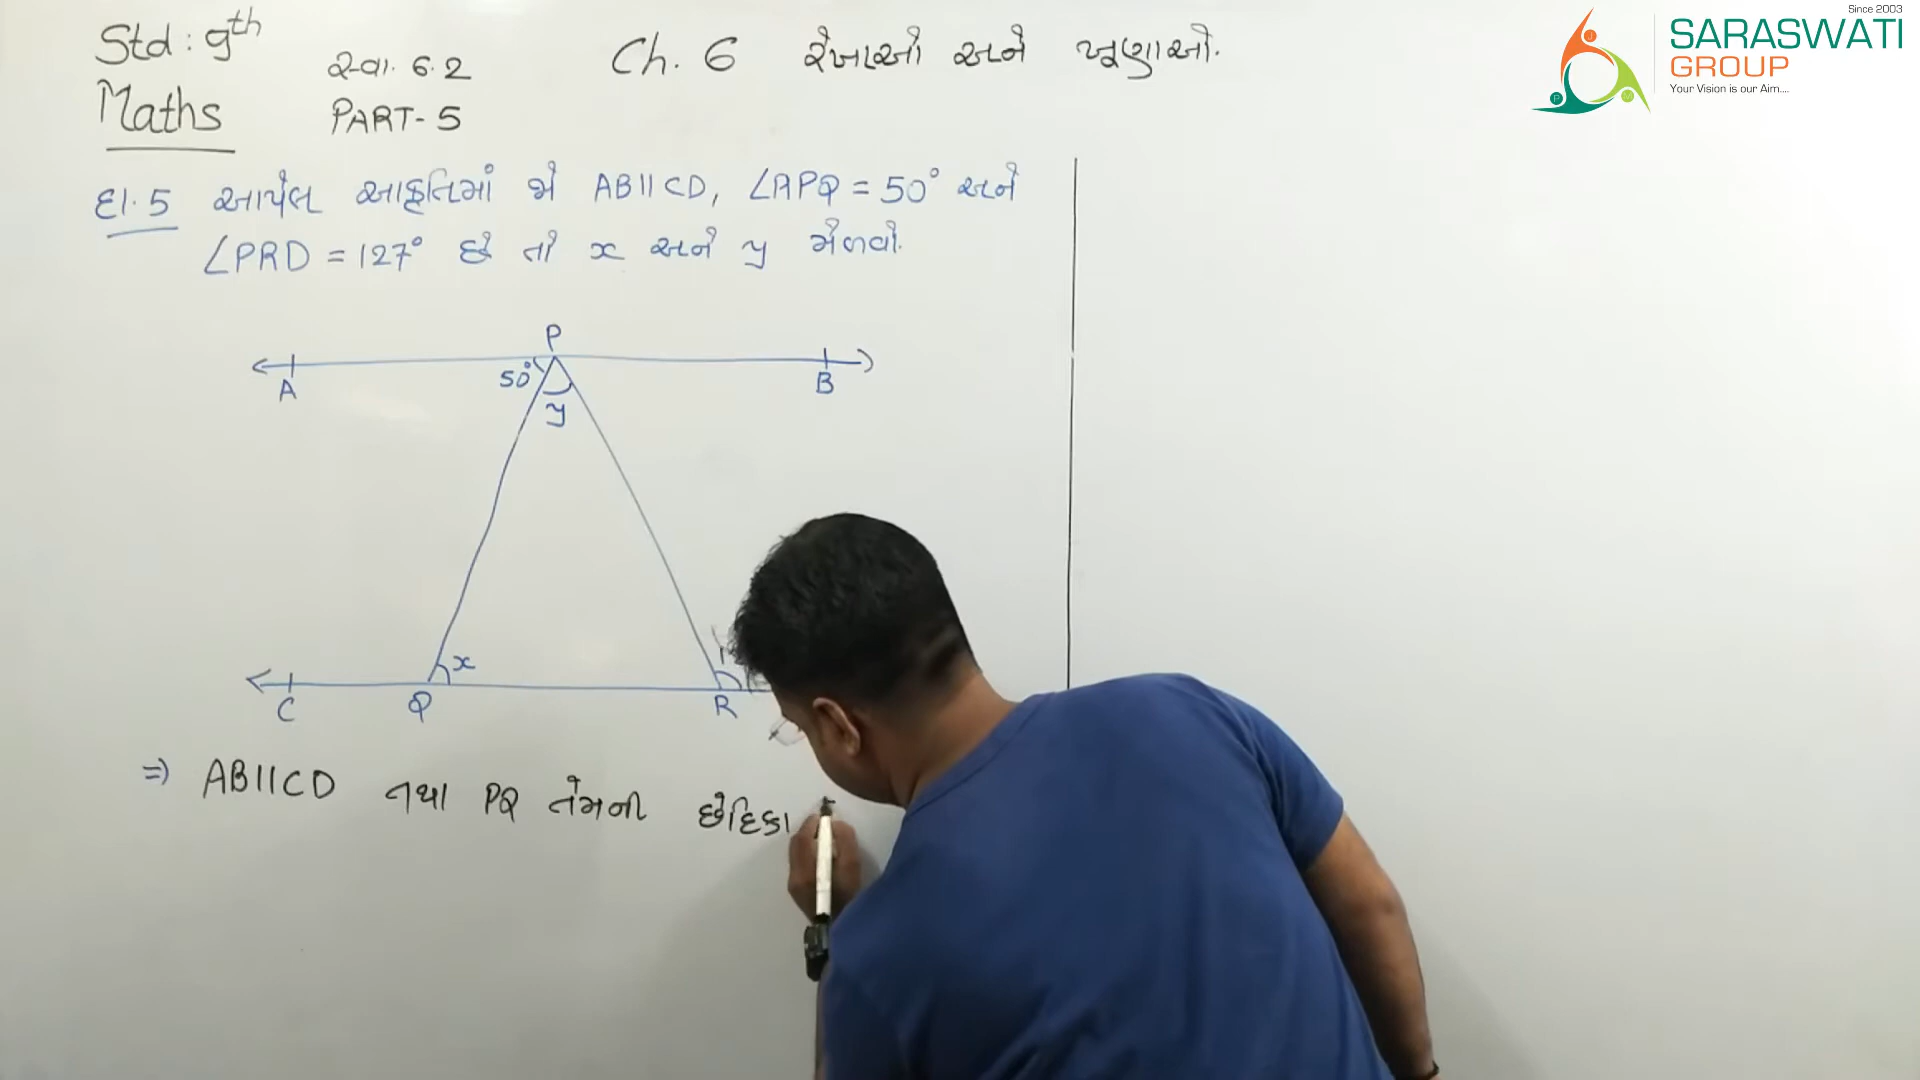 Std : 9th
Maths
સ્વા. 6.2
PART-5
Ch. 6 રેખાઓ અને ખૂણાઓ.
Since 2003
SARASWATI
GROUP
Your Vision is our Aim....
દા.5 આપેલ આકૃતિમાં જો AB||CD, ∠APQ = 50° અને
∠PRD = 127° છે તો x અને y મેળવો.
P
A
50°
B
y
x
C
Q
R
⇒ AB||CD તથા PQ તેમની છેદિકા